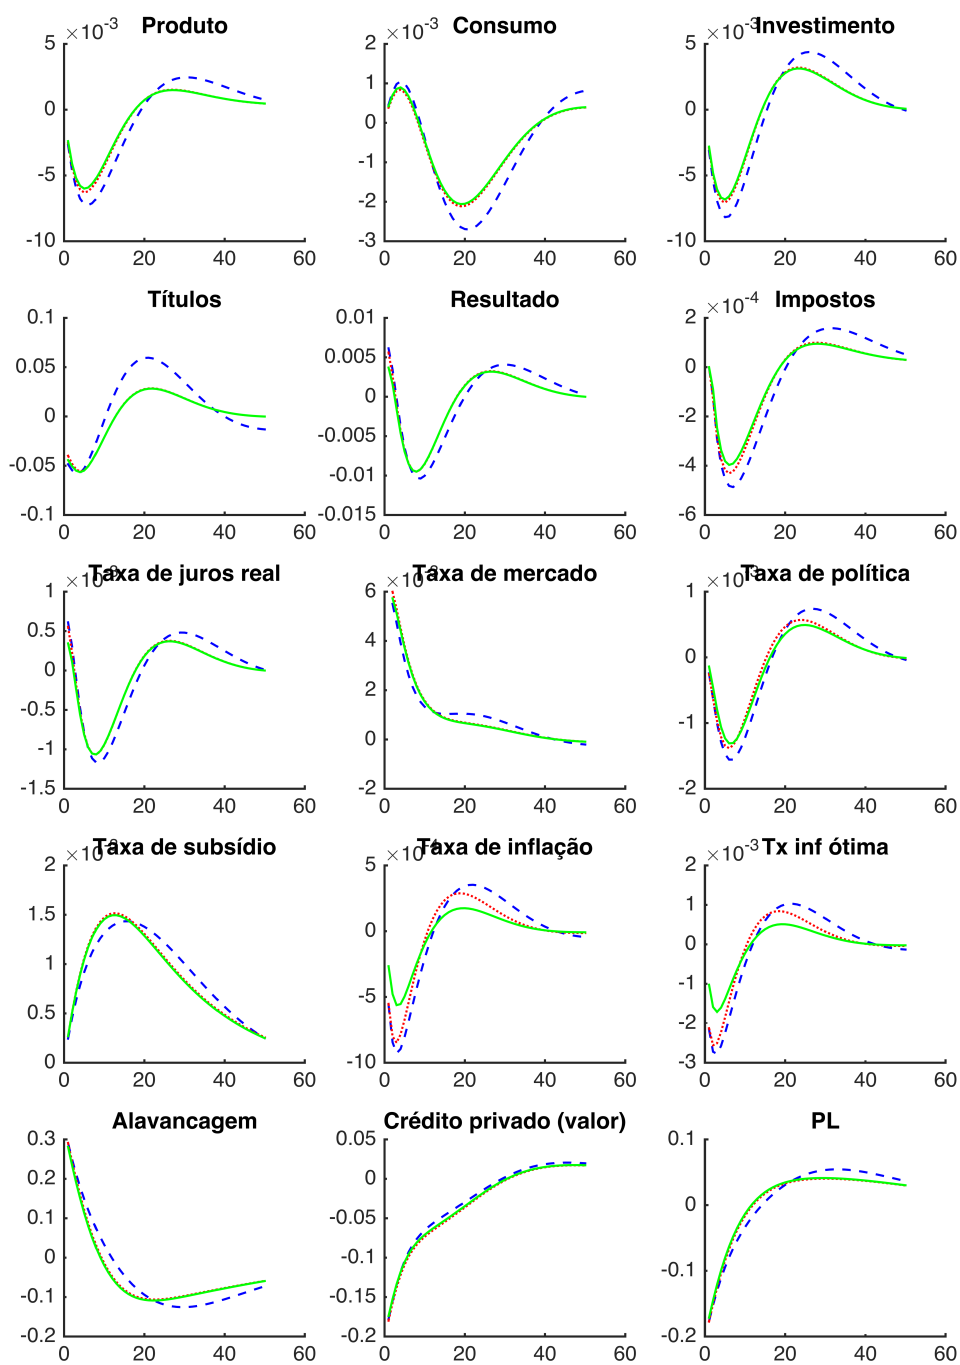 Produto
Consumo
Investimento
×10⁻³
×10⁻³
×10⁻³
5
0
-5
-10
0 20 40 60
2
1
0
-1
-2
-3
0 20 40 60
5
0
-5
-10
0 20 40 60
Títulos
Resultado
Impostos
×10⁻⁴
0.1
0.05
0
-0.05
-0.1
0 20 40 60
0.01
0.005
0
-0.005
-0.01
-0.015
0 20 40 60
2
0
-2
-4
-6
0 20 40 60
Taxa de juros real
Taxa de mercado
Taxa de política
1
0.5
0
-0.5
-1
-1.5
0 20 40 60
6
4
2
0
-2
0 20 40 60
×10⁻³
1
0
-1
-2
0 20 40 60
Taxa de subsídio
Taxa de inflação
Tx inf ótima
2
1.5
1
0.5
0
0 20 40 60
5
0
-5
-10
0 20 40 60
×10⁻³
2
1
0
-1
-2
-3
0 20 40 60
Alavancagem
Crédito privado (valor)
PL
0.3
0.2
0.1
0
-0.1
-0.2
0 20 40 60
0.05
0
-0.05
-0.1
-0.15
-0.2
0 20 40 60
0.1
0
-0.1
-0.2
0 20 40 60